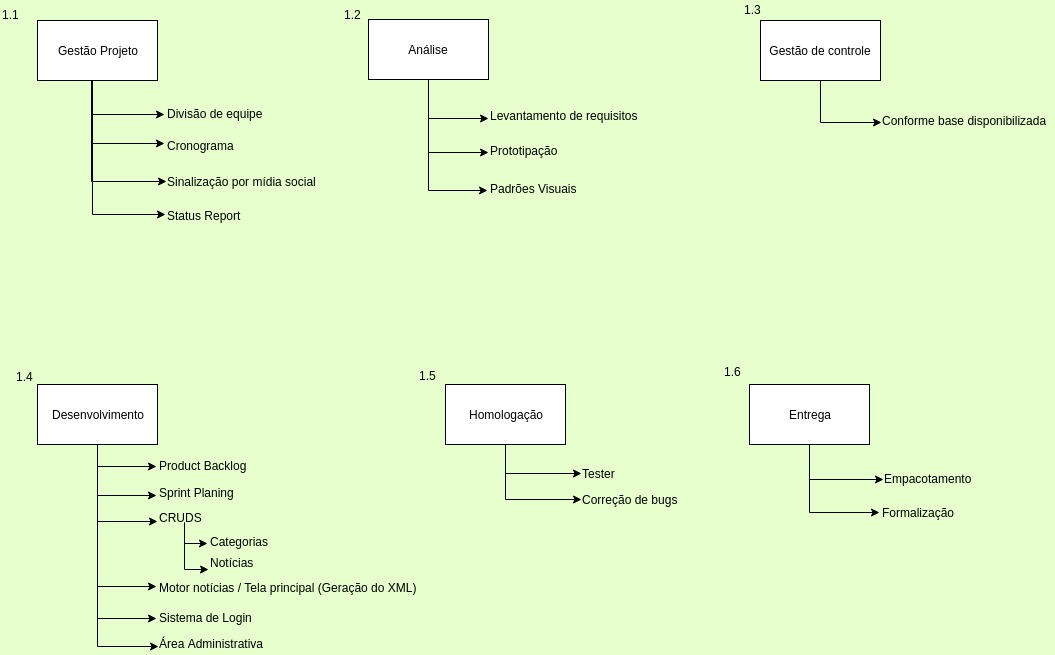 1.1
Gestão Projeto
Divisão de equipe
Cronograma
Sinalização por mídia social
Status Report
1.2
Análise
Levantamento de requisitos
Prototipação
Padrões Visuais
1.3
Gestão de controle
Conforme base disponibilizada
1.4
Desenvolvimento
Product Backlog
Sprint Planing
CRUDS
Categorias
Notícias
Motor notícias / Tela principal (Geração do XML)
Sistema de Login
Área Administrativa
1.5
Homologação
Tester
Correção de bugs
1.6
Entrega
Empacotamento
Formalização